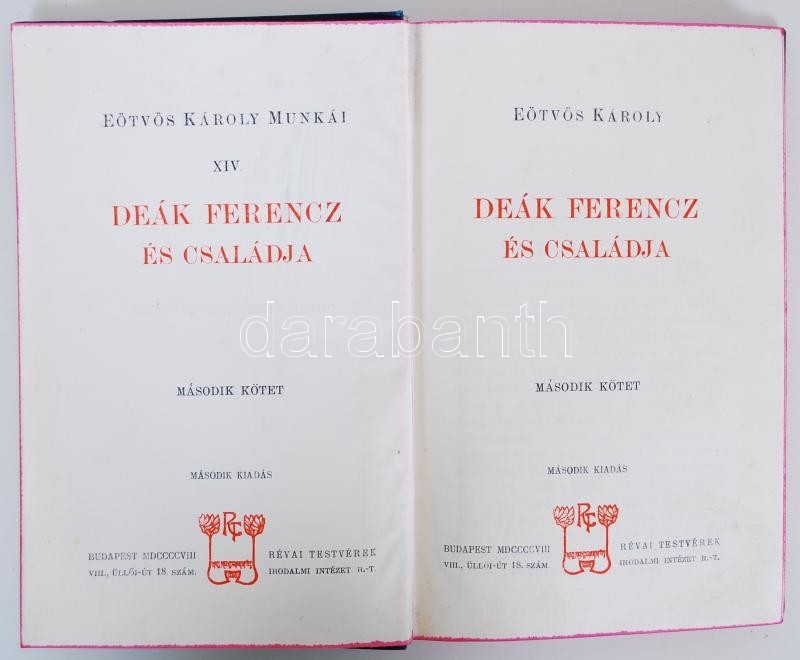 EÖTVÖS KÁROLY MUNKÁI
XIV.
DEÁK FERENCZ
ÉS CSALÁDJA
MÁSODIK KÖTET
MÁSODIK KIADÁS
BUDAPEST MDCCCCVIII
VIII., ÜLLŐI-ÚT 18. SZÁM.
RÉVAI TESTVÉREK
IRODALMI INTÉZET R.-T.
EÖTVÖS KÁROLY
DEÁK FERENCZ
ÉS CSALÁDJA
MÁSODIK KÖTET
MÁSODIK KIADÁS
BUDAPEST MDCCCCVIII
VIII., ÜLLŐI-ÚT 18. SZÁM.
RÉVAI TESTVÉREK
IRODALMI INTÉZET R.-T.
darabanth